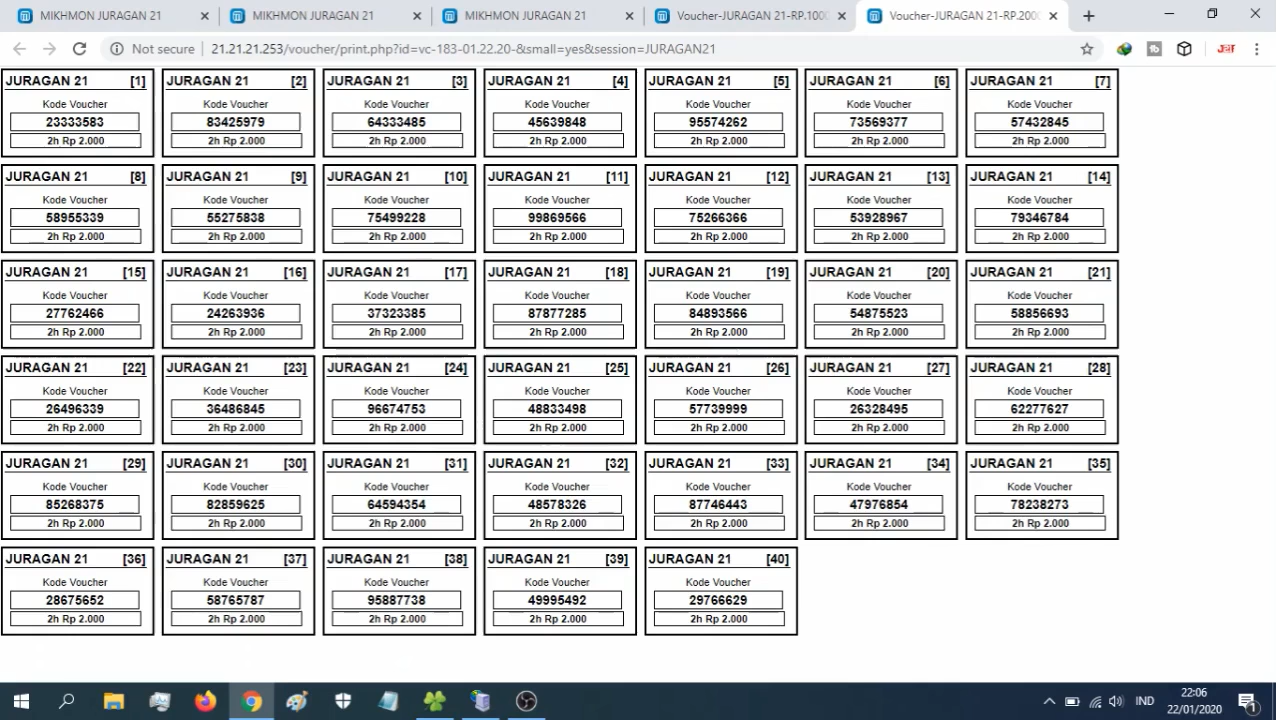 MIKHMON JURAGAN 21
MIKHMON JURAGAN 21
MIKHMON JURAGAN 21
Voucher-JURAGAN 21-RP.1000
Voucher-JURAGAN 21-RP.2000
Not secure
21.21.21.253/voucher/print.php?id=vc-183-01.22.20-&small=yes&session=JURAGAN21
JURAGAN 21 [1] JURAGAN 21 [2] JURAGAN 21 [3] JURAGAN 21 [4] JURAGAN 21 [5] JURAGAN 21 [6] JURAGAN 21 [7]
Kode Voucher Kode Voucher Kode Voucher Kode Voucher Kode Voucher Kode Voucher Kode Voucher
23333583 83425979 64333485 45639848 95574262 73569377 57432845
2h Rp 2.000 2h Rp 2.000 2h Rp 2.000 2h Rp 2.000 2h Rp 2.000 2h Rp 2.000 2h Rp 2.000
JURAGAN 21 [8] JURAGAN 21 [9] JURAGAN 21 [10] JURAGAN 21 [11] JURAGAN 21 [12] JURAGAN 21 [13] JURAGAN 21 [14]
Kode Voucher Kode Voucher Kode Voucher Kode Voucher Kode Voucher Kode Voucher Kode Voucher
58955339 55275838 75499228 99869566 75266366 53928967 79346784
2h Rp 2.000 2h Rp 2.000 2h Rp 2.000 2h Rp 2.000 2h Rp 2.000 2h Rp 2.000 2h Rp 2.000
JURAGAN 21 [15] JURAGAN 21 [16] JURAGAN 21 [17] JURAGAN 21 [18] JURAGAN 21 [19] JURAGAN 21 [20] JURAGAN 21 [21]
Kode Voucher Kode Voucher Kode Voucher Kode Voucher Kode Voucher Kode Voucher Kode Voucher
27762466 24263936 37323385 87877285 84893566 54875523 58856693
2h Rp 2.000 2h Rp 2.000 2h Rp 2.000 2h Rp 2.000 2h Rp 2.000 2h Rp 2.000 2h Rp 2.000
JURAGAN 21 [22] JURAGAN 21 [23] JURAGAN 21 [24] JURAGAN 21 [25] JURAGAN 21 [26] JURAGAN 21 [27] JURAGAN 21 [28]
Kode Voucher Kode Voucher Kode Voucher Kode Voucher Kode Voucher Kode Voucher Kode Voucher
26496339 36486845 96674753 48833498 57739999 26328495 62277627
2h Rp 2.000 2h Rp 2.000 2h Rp 2.000 2h Rp 2.000 2h Rp 2.000 2h Rp 2.000 2h Rp 2.000
JURAGAN 21 [29] JURAGAN 21 [30] JURAGAN 21 [31] JURAGAN 21 [32] JURAGAN 21 [33] JURAGAN 21 [34] JURAGAN 21 [35]
Kode Voucher Kode Voucher Kode Voucher Kode Voucher Kode Voucher Kode Voucher Kode Voucher
85268375 82859625 64594354 48578326 87746443 47976854 78238273
2h Rp 2.000 2h Rp 2.000 2h Rp 2.000 2h Rp 2.000 2h Rp 2.000 2h Rp 2.000 2h Rp 2.000
JURAGAN 21 [36] JURAGAN 21 [37] JURAGAN 21 [38] JURAGAN 21 [39] JURAGAN 21 [40]
Kode Voucher Kode Voucher Kode Voucher Kode Voucher Kode Voucher
28675652 58765787 95887738 49995492 29766629
2h Rp 2.000 2h Rp 2.000 2h Rp 2.000 2h Rp 2.000 2h Rp 2.000
IND
22:06
22/01/2020
1